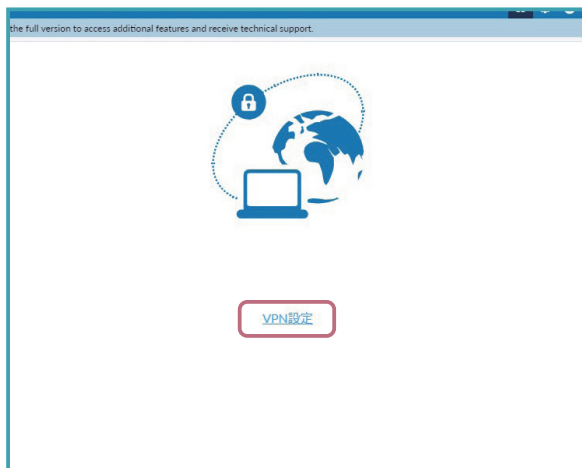 the full version to access additional features and receive technical support.
VPN設定